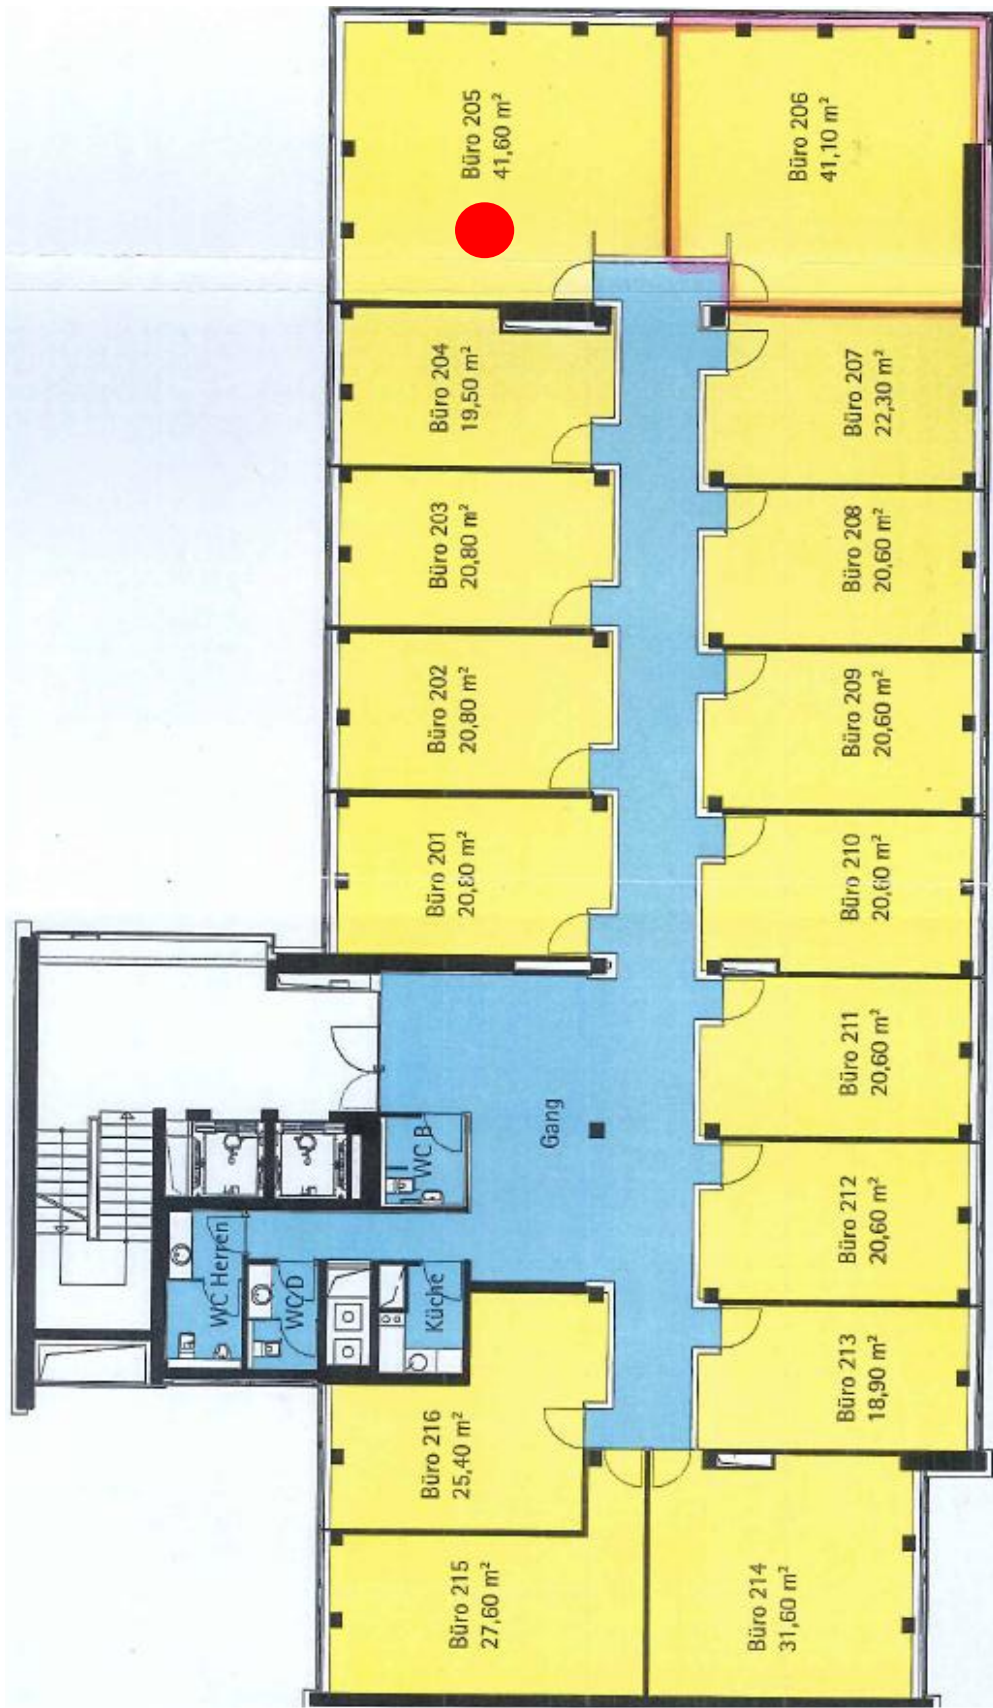 Büro 205
41,60 m²
Büro 206
41,10 m²
Büro 204
19,50 m²
Büro 207
22,30 m²
Büro 203
20,80 m²
Büro 208
20,60 m²
Büro 202
20,80 m²
Büro 209
20,60 m²
Büro 201
20,80 m²
Büro 210
20,60 m²
Büro 211
20,60 m²
Gang
WC B
Büro 212
20,60 m²
WC Herren
WC D
Küche
Büro 213
18,90 m²
Büro 216
25,40 m²
Büro 215
27,60 m²
Büro 214
31,60 m²